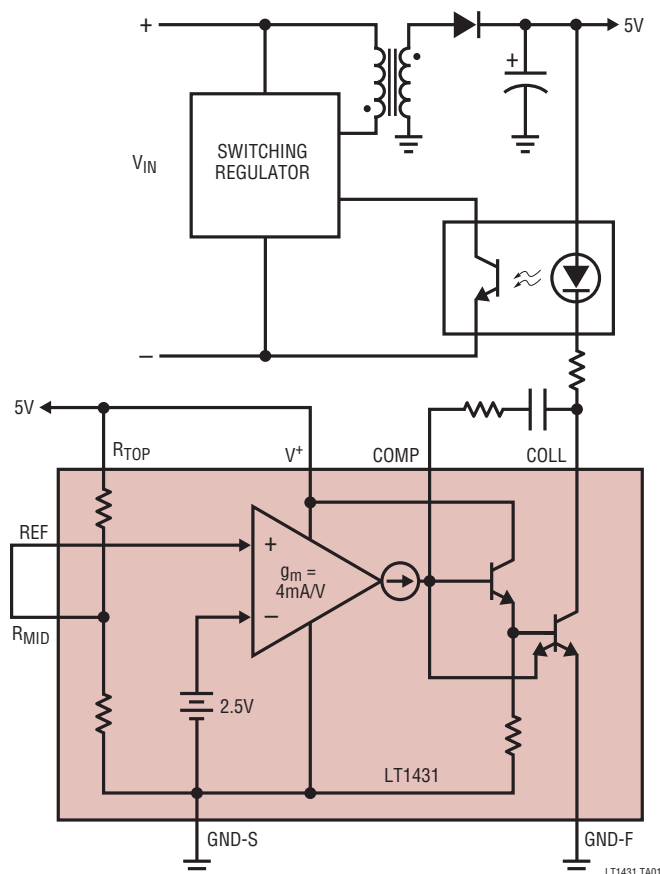 +
5V
+
V_IN
SWITCHING
REGULATOR
–
5V
R_TOP
V⁺
COMP
COLL
REF
+
g_m =
4mA/V
–
R_MID
2.5V
LT1431
GND-S
GND-F
LT1431 TA01